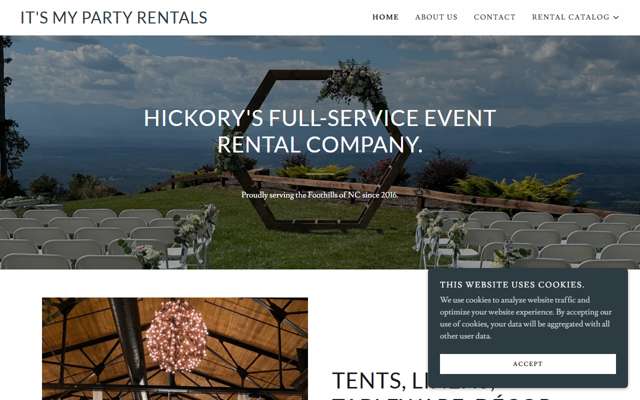 IT'S MY PARTY RENTALS
HOME ABOUT US CONTACT RENTAL CATALOG
HICKORY'S FULL-SERVICE EVENT
RENTAL COMPANY.
Proudly serving the Foothills of NC since 2016.
THIS WEBSITE USES COOKIES.
We use cookies to analyze website traffic and
optimize your website experience. By accepting
our use of cookies, your data will be aggregated with
all other user data.
ACCEPT
TENTS, LINENS,
TABLEWARE, DÉCOR